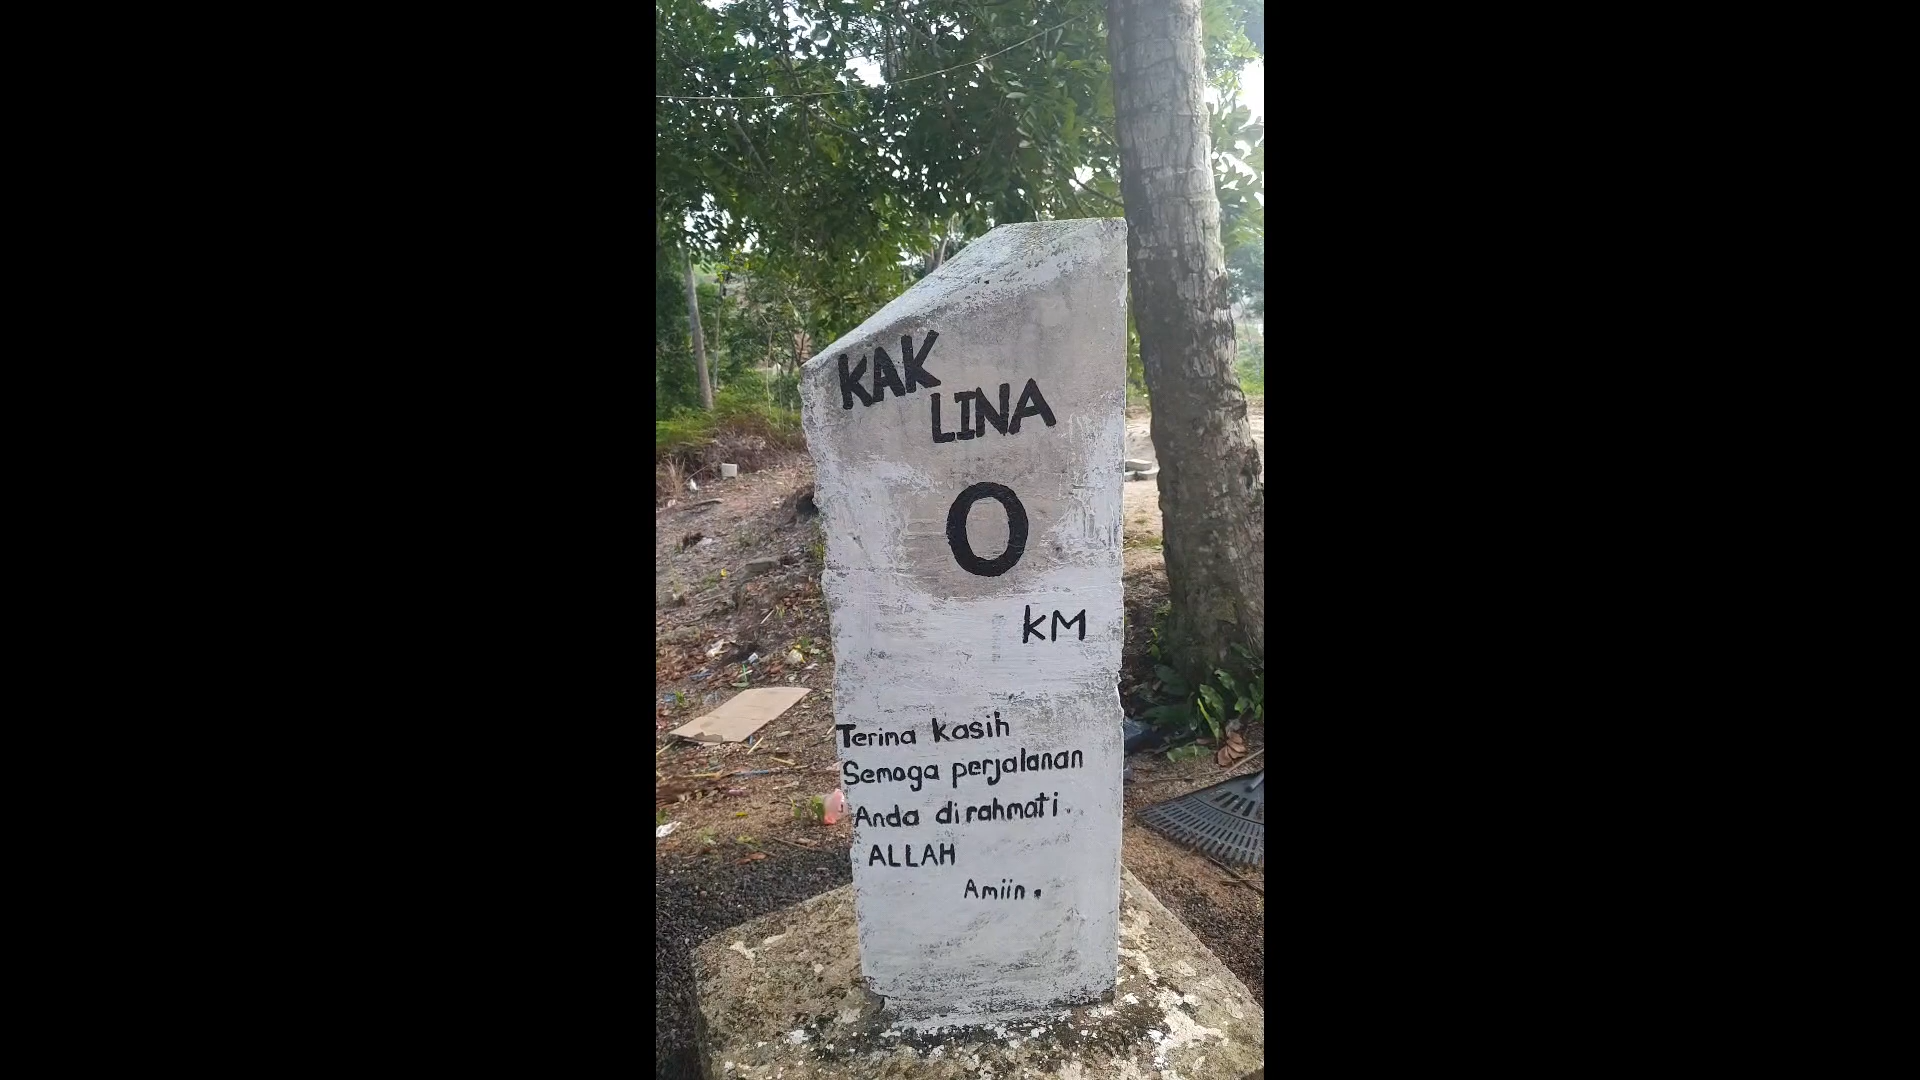 KAK
LINA
0
KM
Terima kasih
Semoga perjalanan
Anda dirahmati.
ALLAH
Amiin.